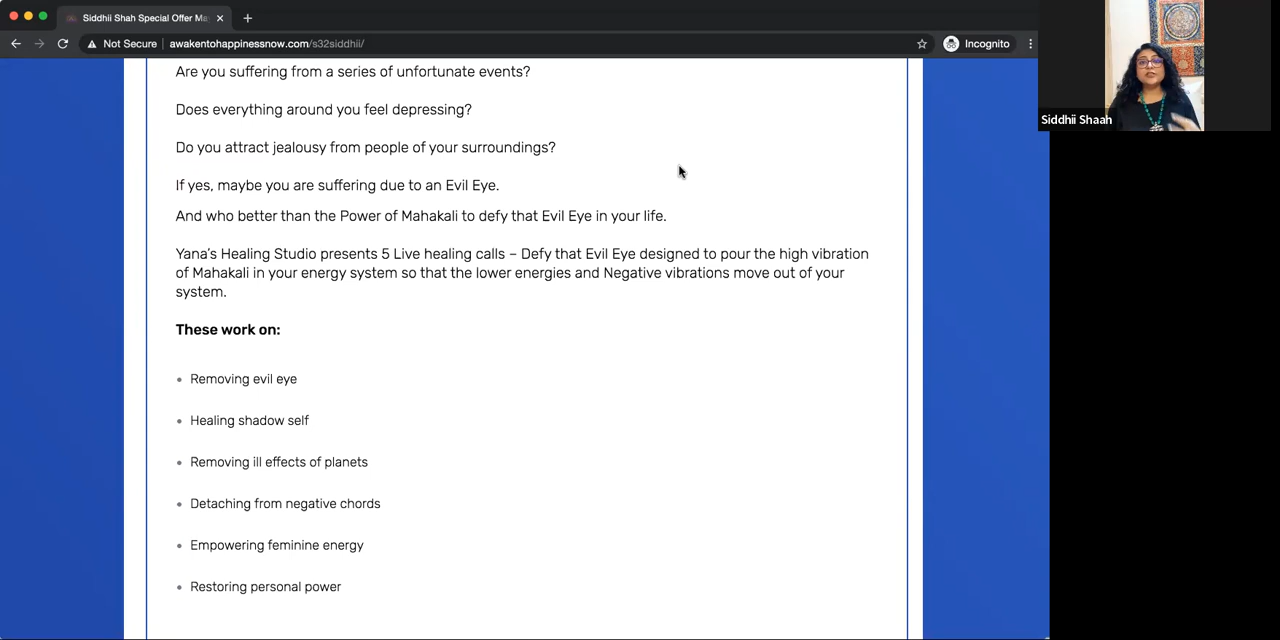 Siddhii Shah Special Offer Ma
Not Secure
awakentohappinessnow.com/s32siddhii/
Incognito
Siddhii Shaah
Are you suffering from a series of unfortunate events?
Does everything around you feel depressing?
Do you attract jealousy from people of your surroundings?
If yes, maybe you are suffering due to an Evil Eye.
And who better than the Power of Mahakali to defy that Evil Eye in your life.
Yana's Healing Studio presents 5 Live healing calls – Defy that Evil Eye designed to pour the high vibration
of Mahakali in your energy system so that the lower energies and Negative vibrations move out of your
system.
These work on:
Removing evil eye
Healing shadow self
Removing ill effects of planets
Detaching from negative chords
Empowering feminine energy
Restoring personal power